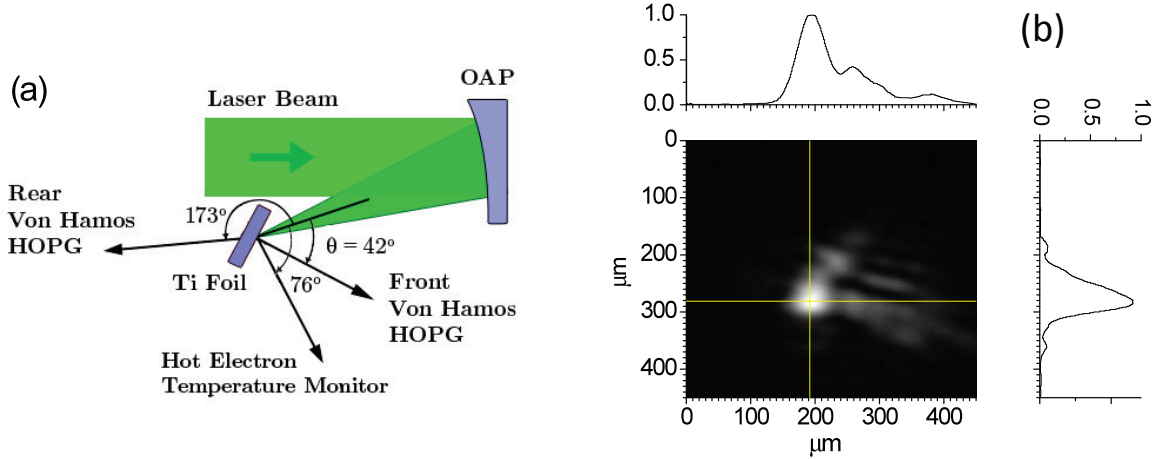 (a)
OAP
Laser Beam
Rear
Von Hamos
HOPG
173°
θ = 42°
76°
Ti Foil
Front
Von Hamos
HOPG
Hot Electron
Temperature Monitor
(b)
1.0
0.5
0.0
0.0
0.5
1.0
0
100
200
300
400
μm
0
100
200
300
400
μm